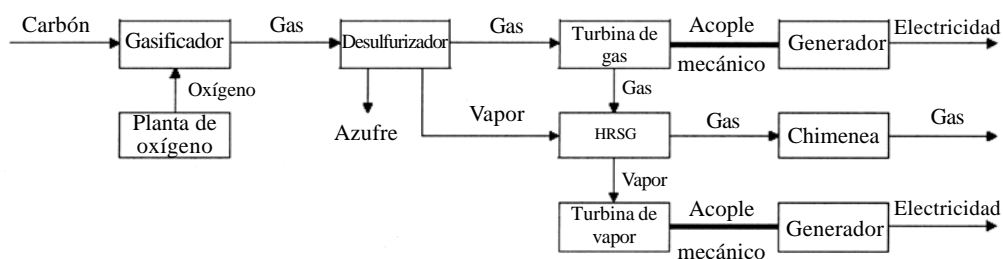 Carbón
Gasificador
Gas
Desulfurizador
Gas
Turbina de
gas
Acople
mecánico
Generador
Electricidad
Oxígeno
Planta de
oxígeno
Azufre
Vapor
Gas
HRSG
Gas
Chimenea
Gas
Vapor
Turbina de
vapor
Acople
mecánico
Generador
Electricidad